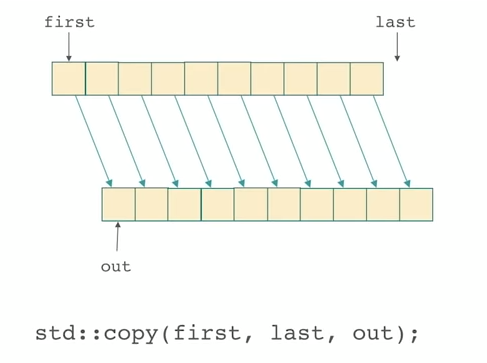 first last
out
std::copy(first, last, out);